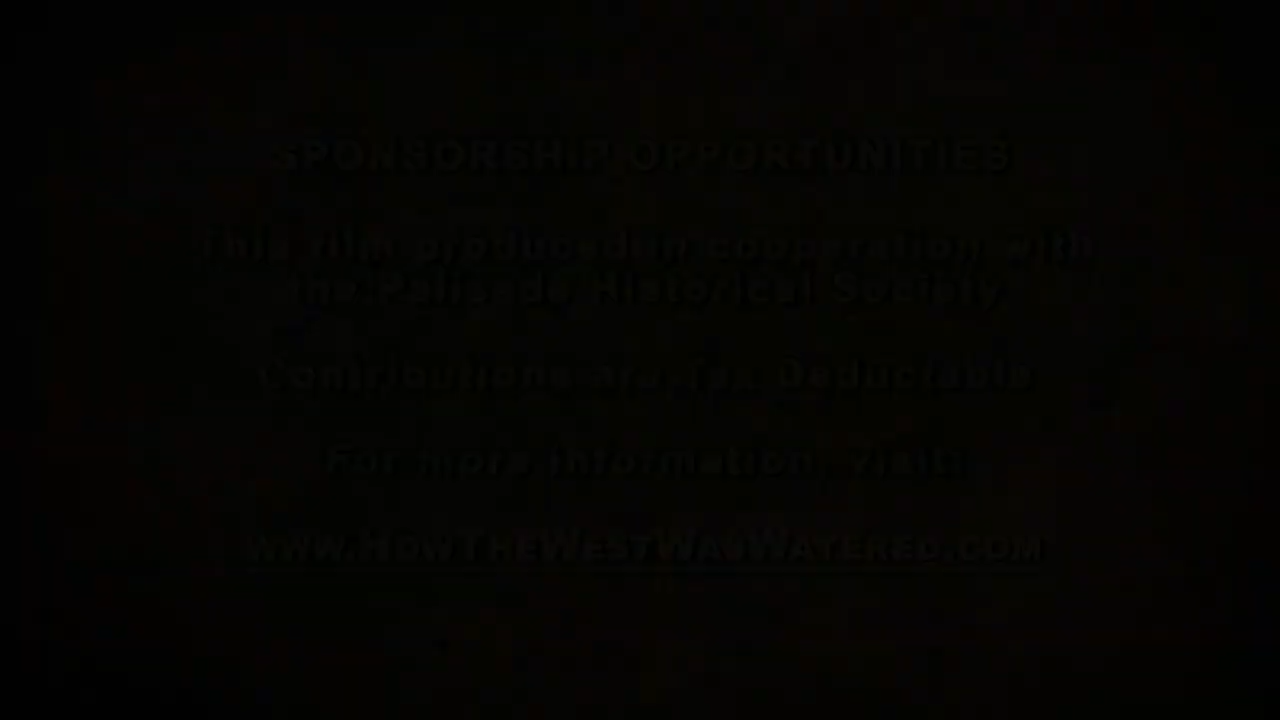 SPONSORSHIP OPPORTUNITIES
This film produced in cooperation with
the Palisade Historical Society
Contributions are Tax Deductable
For more information, visit:
www.HowTheWestWasWatered.com